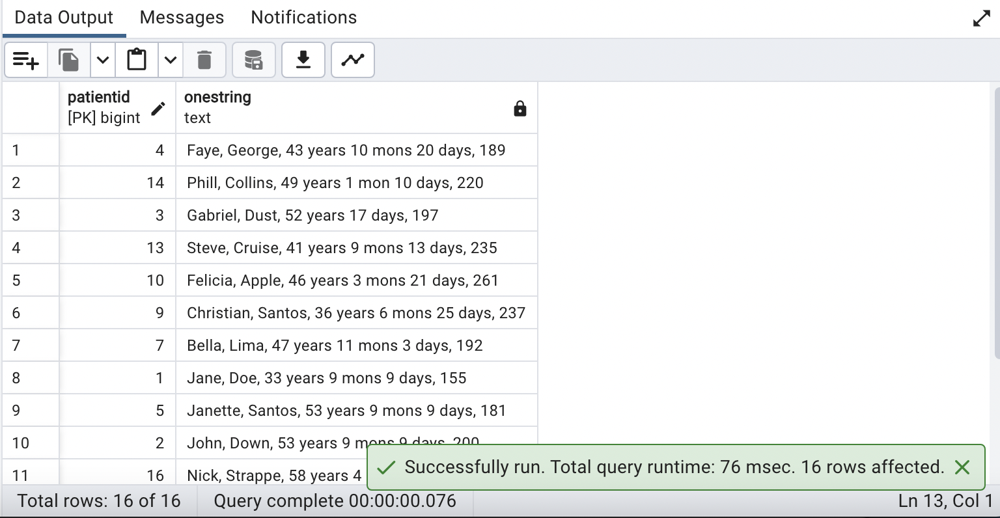 Data Output Messages Notifications
patientid onestring
[PK] bigint text
1 4 Faye, George, 43 years 10 mons 20 days, 189
2 14 Phill, Collins, 49 years 1 mon 10 days, 220
3 3 Gabriel, Dust, 52 years 17 days, 197
4 13 Steve, Cruise, 41 years 9 mons 13 days, 235
5 10 Felicia, Apple, 46 years 3 mons 21 days, 261
6 9 Christian, Santos, 36 years 6 mons 25 days, 237
7 7 Bella, Lima, 47 years 11 mons 3 days, 192
8 1 Jane, Doe, 33 years 9 mons 9 days, 155
9 5 Janette, Santos, 53 years 9 mons 9 days, 181
10 2 John, Down, 53 years 9 mons 9 days, 200
11 16 Nick, Strappe, 58 years 4
Successfully run. Total query runtime: 76 msec. 16 rows affected.
Total rows: 16 of 16 Query complete 00:00:00.076 Ln 13, Col 1